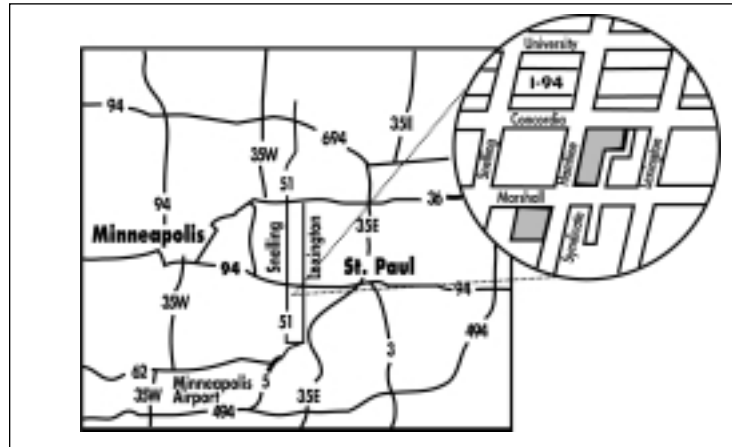 University
I-94
Concordia
Snelling
Lexington
Marshall
Syndicate
94
35W
694
35E
51
94
36
Minneapolis
Snelling
Lexington
35E
St. Paul
94
94
35W
51
494
3
62
Minneapolis
Airport
5
35W
494
35E